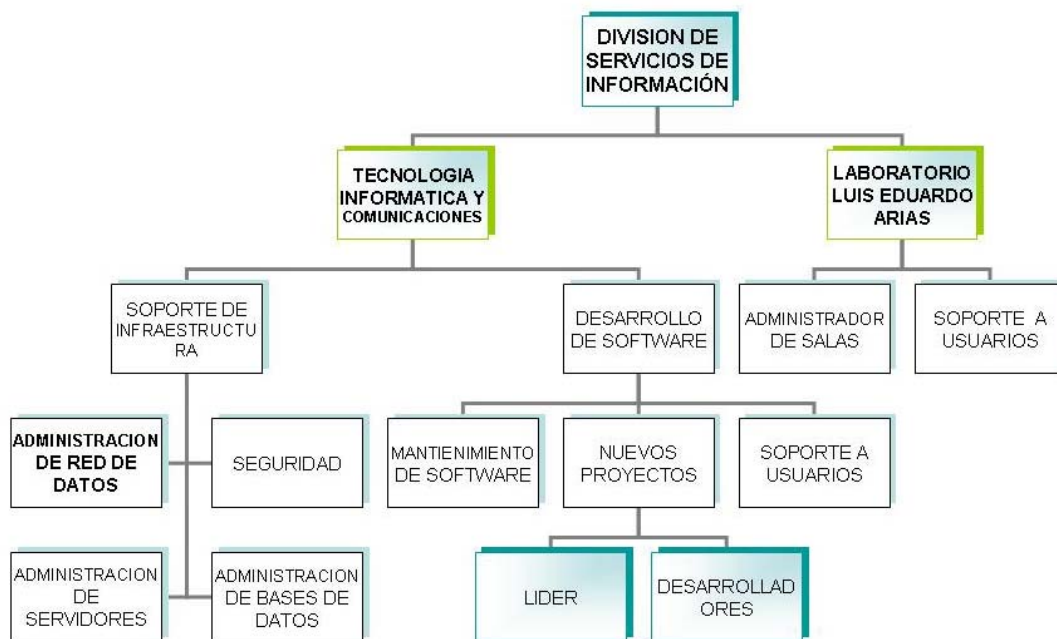 DIVISION DE
SERVICIOS DE
INFORMACIÓN
TECNOLOGIA
INFORMATICA Y
COMUNICACIONES
LABORATORIO
LUIS EDUARDO
ARIAS
SOPORTE DE
INFRAESTRUCTU
RA
DESARROLLO
DE SOFTWARE
ADMINISTRADOR
DE SALAS
SOPORTE A
USUARIOS
ADMINISTRACION
DE RED DE
DATOS
SEGURIDAD
MANTIENIMIENTO
DE SOFTWARE
NUEVOS
PROYECTOS
SOPORTE A
USUARIOS
ADMINISTRACION
DE
SERVIDORES
ADMINISTRACION
DE BASES DE
DATOS
LIDER
DESARROLLAD
ORES